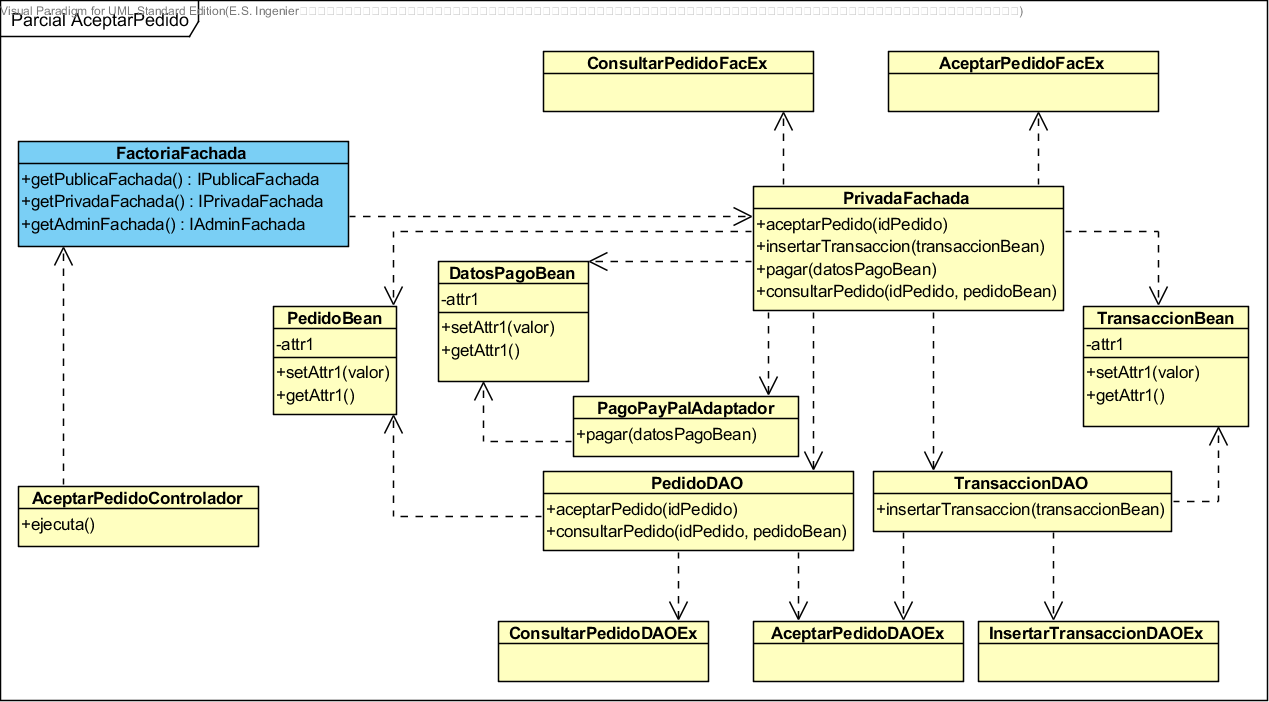 Visual Paradigm for UML Standard Edition(E.S. Ingenier
Parcial AceptarPedido
ConsultarPedidoFacEx
AceptarPedidoFacEx
FactoriaFachada
+getPublicaFachada() : IPublicaFachada
+getPrivadaFachada() : IPrivadaFachada
+getAdminFachada() : IAdminFachada
PrivadaFachada
+aceptarPedido(idPedido)
+insertarTransaccion(transaccionBean)
+pagar(datosPagoBean)
+consultarPedido(idPedido, pedidoBean)
DatosPagoBean
-attr1
+setAttr1(valor)
+getAttr1()
PedidoBean
-attr1
+setAttr1(valor)
+getAttr1()
TransaccionBean
-attr1
+setAttr1(valor)
+getAttr1()
PagoPayPalAdaptador
+pagar(datosPagoBean)
AceptarPedidoControlador
+ejecuta()
PedidoDAO
+aceptarPedido(idPedido)
+consultarPedido(idPedido, pedidoBean)
TransaccionDAO
+insertarTransaccion(transaccionBean)
ConsultarPedidoDAOEx
AceptarPedidoDAOEx
InsertarTransaccionDAOEx